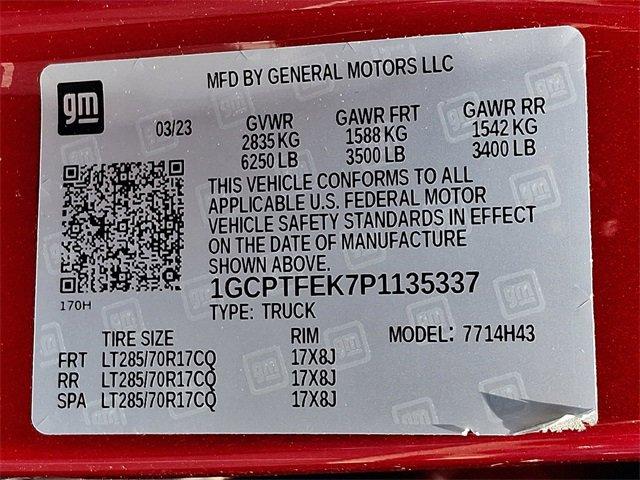 MFD BY GENERAL MOTORS LLC
gm
03/23
GVWR GAWR FRT GAWR RR
2835 KG 1588 KG 1542 KG
6250 LB 3500 LB 3400 LB
THIS VEHICLE CONFORMS TO ALL
APPLICABLE U.S. FEDERAL MOTOR
VEHICLE SAFETY STANDARDS IN EFFECT
ON THE DATE OF MANUFACTURE
SHOWN ABOVE.
170H
1GCPTFEK7P1135337
TYPE: TRUCK
TIRE SIZE RIM MODEL: 7714H43
FRT LT285/70R17CQ 17X8J
RR LT285/70R17CQ 17X8J
SPA LT285/70R17CQ 17X8J